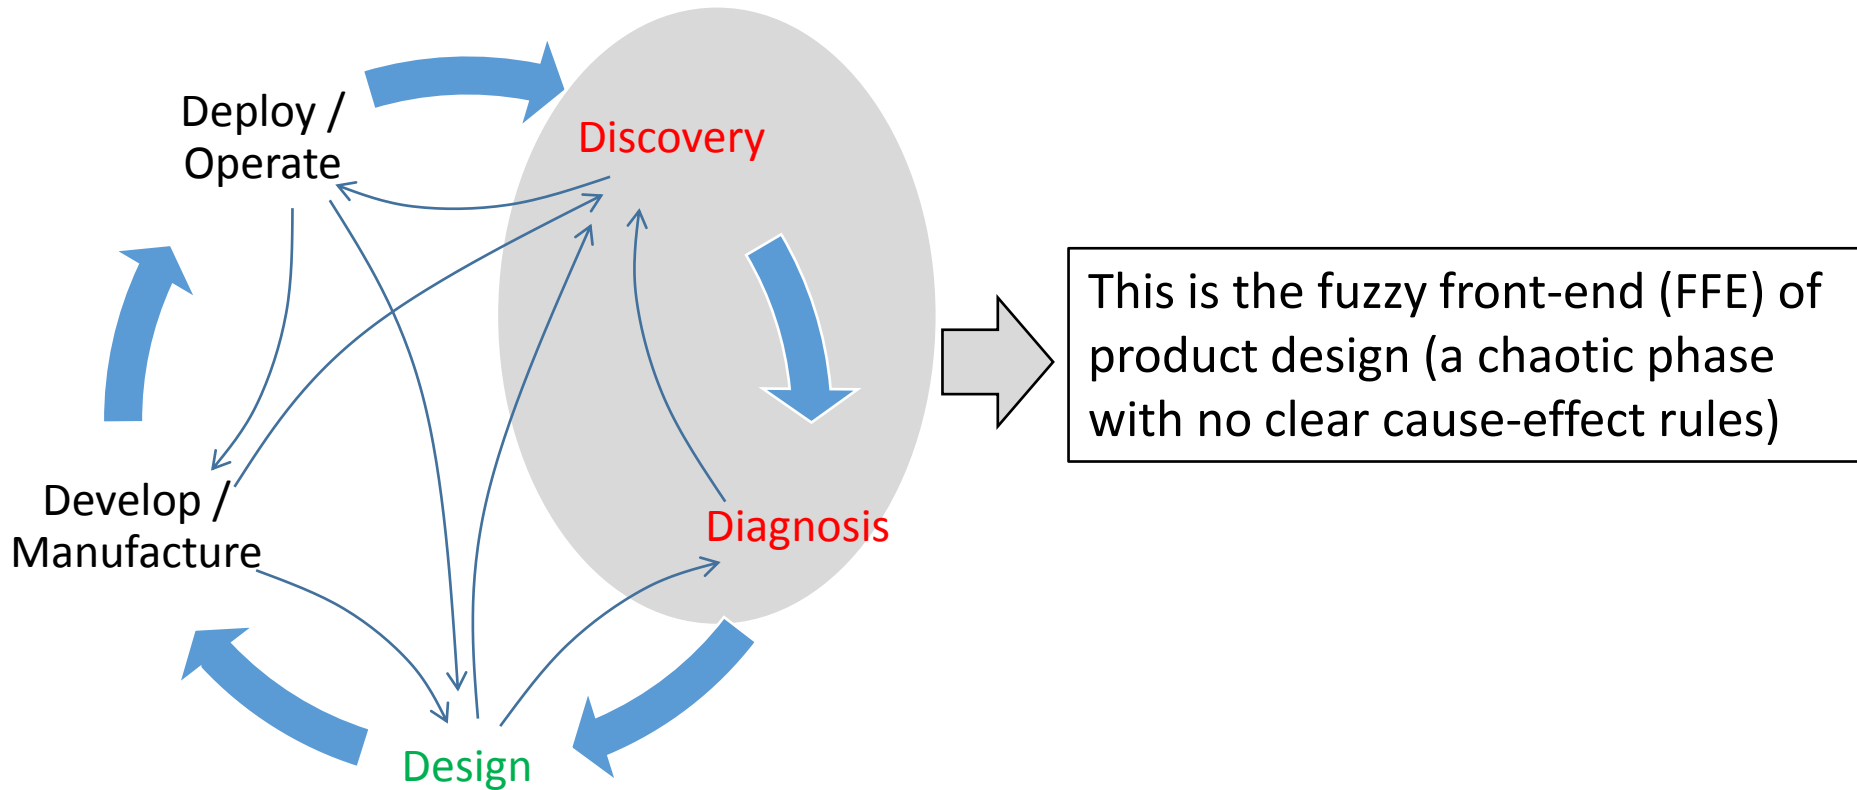 Deploy /
Operate
Discovery
This is the fuzzy front-end (FFE) of
product design (a chaotic phase
with no clear cause-effect rules)
Develop /
Manufacture
Diagnosis
Design